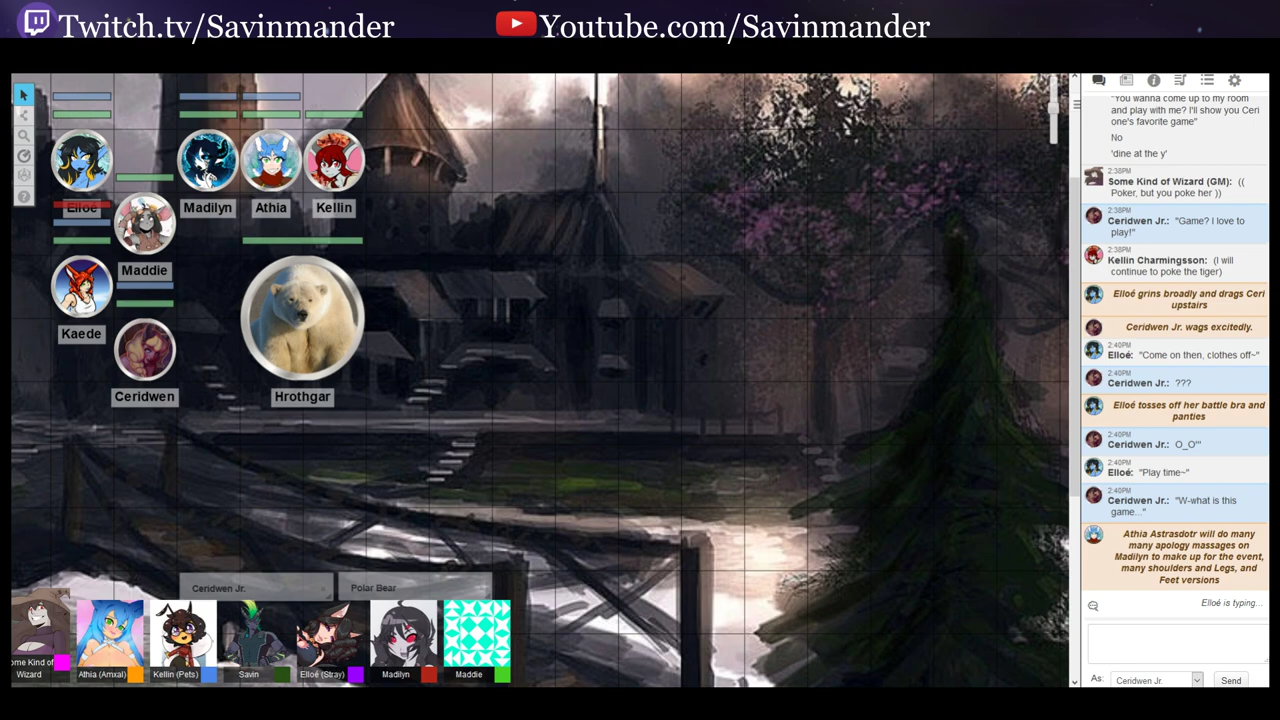 Twitch.tv/Savinmander
Youtube.com/Savinmander
Elloé
Madilyn
Athia
Kellin
Maddie
Kaede
Ceridwen
Hrothgar
Ceridwen Jr.
Polar Bear
ome Kind of
Wizard
Athia (Amxal)
Kellin (Pets)
Savin
Elloé (Stray)
Madilyn
Maddie
"You wanna come up to my room
and play with me? I'll show you Ceri
one's favorite game"
No
'dine at the y'
2:38PM
Some Kind of Wizard (GM): ((
Poker, but you poke her ))
2:38PM
Ceridwen Jr.: "Game? I love to
play!"
2:38PM
Kellin Charmingsson: (I will
continue to poke the tiger)
Elloé grins broadly and drags Ceri
upstairs
Ceridwen Jr. wags excitedly.
2:40PM
Elloé: "Come on then, clothes off~"
2:40PM
Ceridwen Jr.: ???
Elloé tosses off her battle bra and
panties
2:40PM
Ceridwen Jr.: O_O'"
2:40PM
Elloé: "Play time~"
2:40PM
Ceridwen Jr.: "W-what is this
game..."
Athia Astrasdotr will do many
many apology massages on
Madilyn to make up for the event,
many shoulders and Legs, and
Feet versions
Elloé is typing...
As:
Ceridwen Jr.
Send